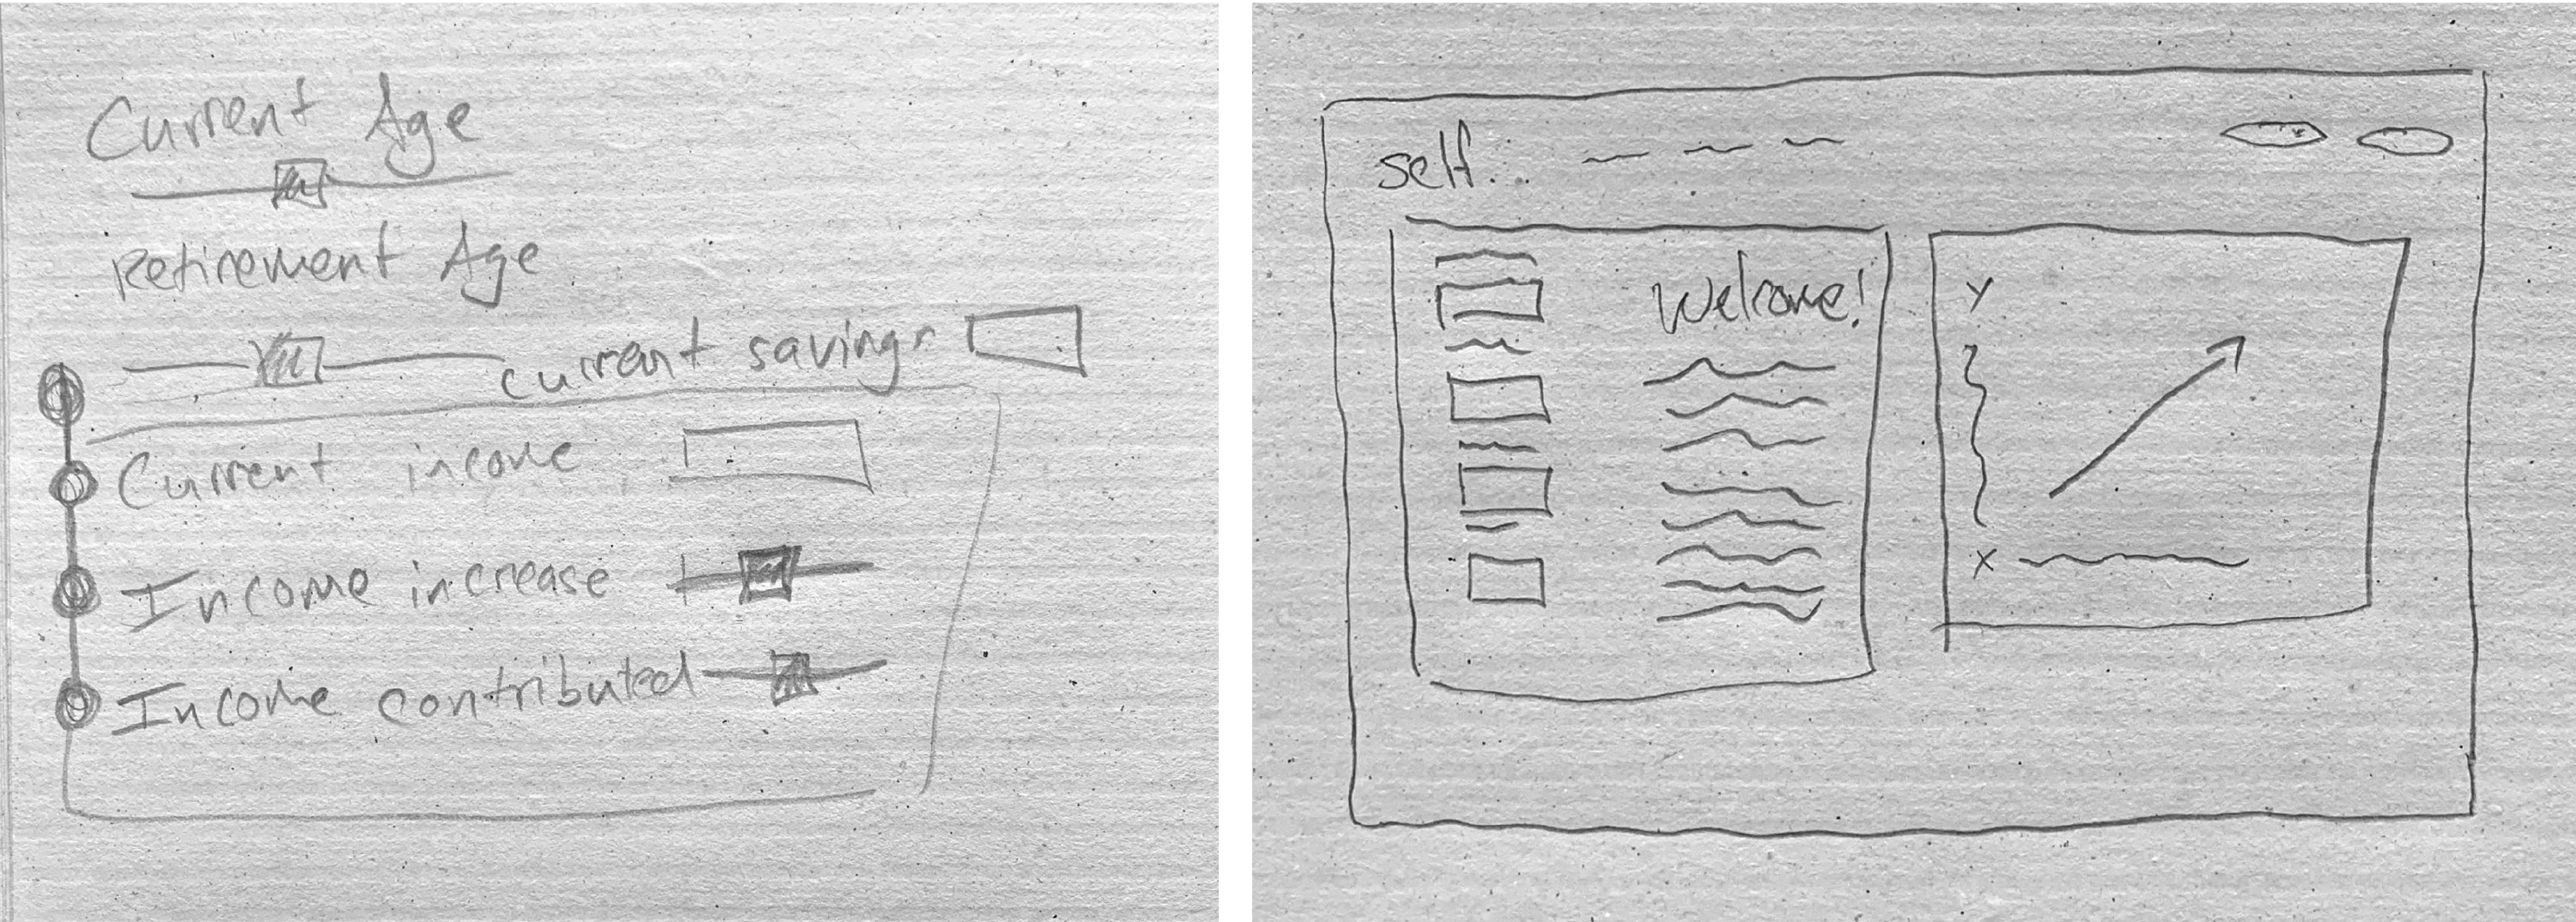 Current Age
Retirement Age
current savings
Current income
Income increase
Income contributed
self.
Welcome!
y
x